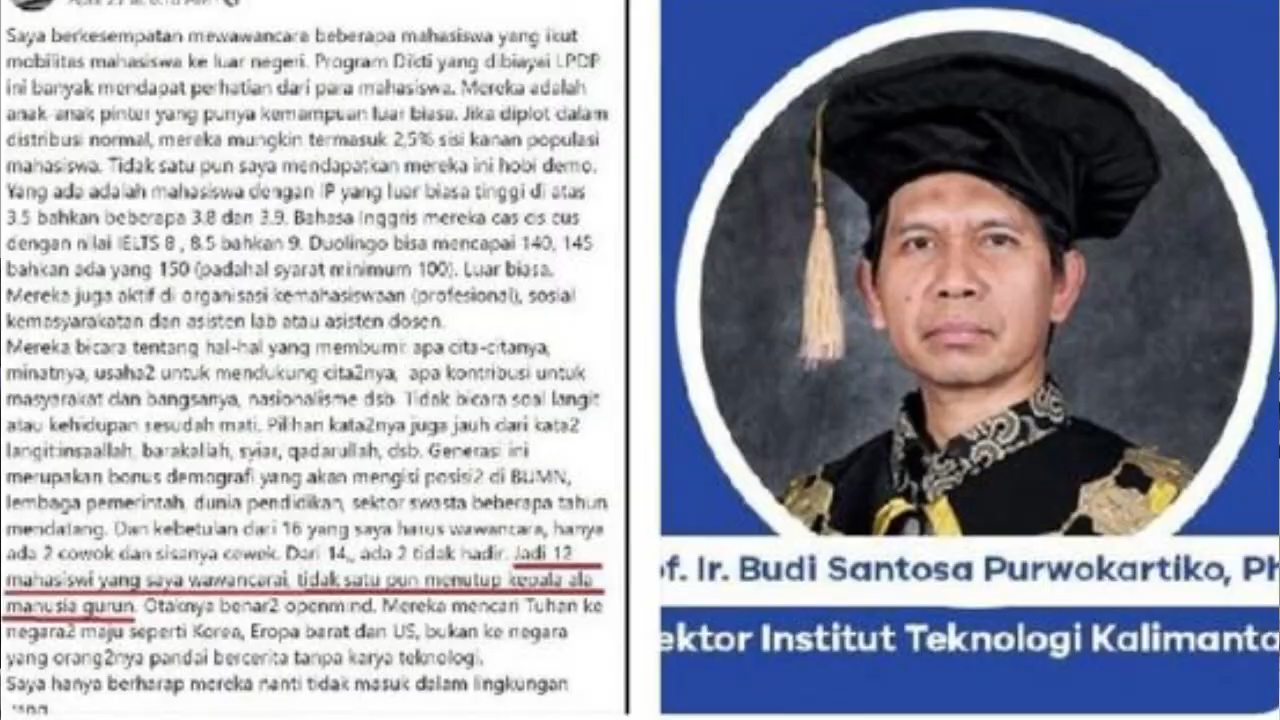 Saya berkesempatan mewawancara beberapa mahasiswa yang ikut
mobilitas mahasiswa ke luar negeri. Program Dikti yang dibiayai LPDP
ini banyak mendapat perhatian dari para mahasiswa. Mereka adalah
anak-anak pinter yang punya kemampuan luar biasa. Jika diplot dalam
distribusi normal, mereka mungkin termasuk 2,5% sisi kanan populasi
mahasiswa. Tidak satu pun saya mendapatkan mereka ini hobi demo.
Yang ada adalah mahasiswa dengan IP yang luar biasa tinggi di atas
3.5 bahkan beberapa 3.8 dan 3.9. Bahasa Inggris mereka cas cis cus
dengan nilai IELTS 8 , 8.5 bahkan 9. Duolingo bisa mencapai 140, 145
bahkan ada yang 150 (padahal syarat minimum 100). Luar biasa.
Mereka juga aktif di organisasi kemahasiswaan (profesional), sosial
kemasyarakatan dan asisten lab atau asisten dosen.
Mereka bicara tentang hal-hal yang membumi: apa cita-citanya,
minatnya, usaha2 untuk mendukung cita2nya, apa kontribusi untuk
masyarakat dan bangsanya, nasionalisme dsb. Tidak bicara soal langit
atau kehidupan sesudah mati. Pilihan kata2nya juga jauh dari kata2
langit:insaallah, barakallah, syiar, qadarullah, dsb. Generasi ini
merupakan bonus demografi yang akan mengisi posisi2 di BUMN,
lembaga pemerintah, dunia pendidikan, sektor swasta beberapa tahun
mendatang. Dan kebetulan dari 16 yang saya harus wawancara, hanya
ada 2 cowok dan sisanya cewek. Dari 14, ada 2 tidak hadir. Jadi 12
mahasiswi yang saya wawancarai, tidak satu pun menutup kepala ala
manusia gurun. Otaknya benar2 openmind. Mereka mencari Tuhan ke
negara2 maju seperti Korea, Eropa barat dan US, bukan ke negara
yang orang2nya pandai bercerita tanpa karya teknologi.
Saya hanya berharap mereka nanti tidak masuk dalam lingkungan
of. Ir. Budi Santosa Purwokartiko, Ph
ektor Institut Teknologi Kalimanta